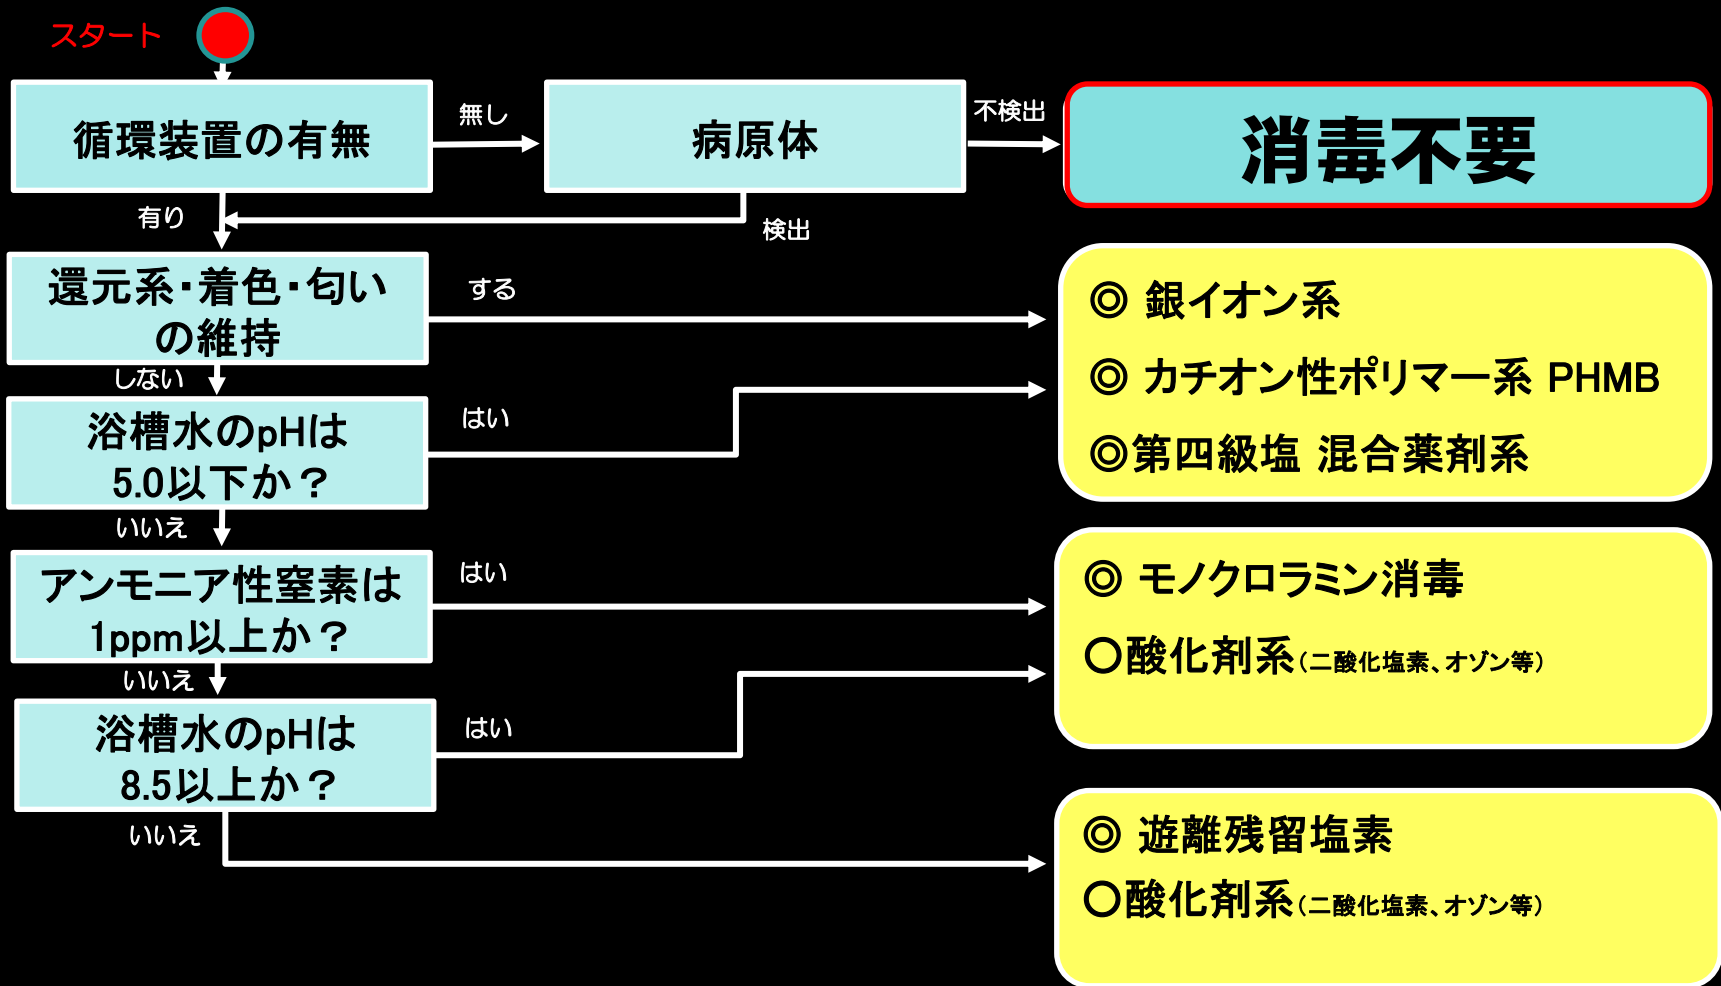 スタート
循環装置の有無
無し
病原体
不検出
消毒不要
有り
検出
還元系・着色・匂い
の維持
する
◎ 銀イオン系
◎ カチオン性ポリマー系 PHMB
◎第四級塩 混合薬剤系
しない
浴槽水のpHは
5.0以下か？
はい
いいえ
アンモニア性窒素は
1ppm以上か？
はい
◎ モノクロラミン消毒
〇酸化剤系（二酸化塩素、オゾン等）
いいえ
浴槽水のpHは
8.5以上か？
はい
いいえ
◎ 遊離残留塩素
〇酸化剤系（二酸化塩素、オゾン等）